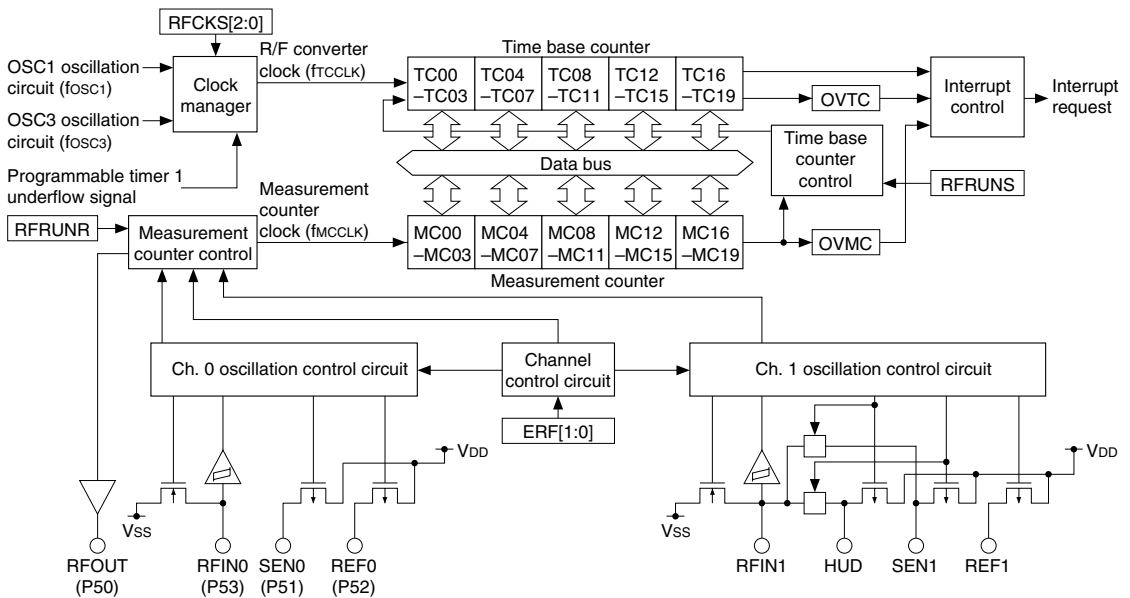 RFCKS[2:0]
OSC1 oscillation
circuit (fOSC1)
OSC3 oscillation
circuit (fOSC3)
Programmable timer 1
underflow signal
Clock
manager
R/F converter
clock (fTCCLK)
Time base counter
TC00
–TC03
TC04
–TC07
TC08
–TC11
TC12
–TC15
TC16
–TC19
OVTC
Interrupt
control
Interrupt
request
Data bus
Time base
counter
control
RFRUNS
RFRUNR
Measurement
counter control
Measurement
counter
clock (fMCCLK)
MC00
–MC03
MC04
–MC07
MC08
–MC11
MC12
–MC15
MC16
–MC19
OVMC
Measurement counter
Ch. 0 oscillation control circuit
Channel
control circuit
ERF[1:0]
Ch. 1 oscillation control circuit
VDD
VDD
VSS
VSS
RFOUT
(P50)
RFIN0
(P53)
SEN0
(P51)
REF0
(P52)
RFIN1
HUD
SEN1
REF1